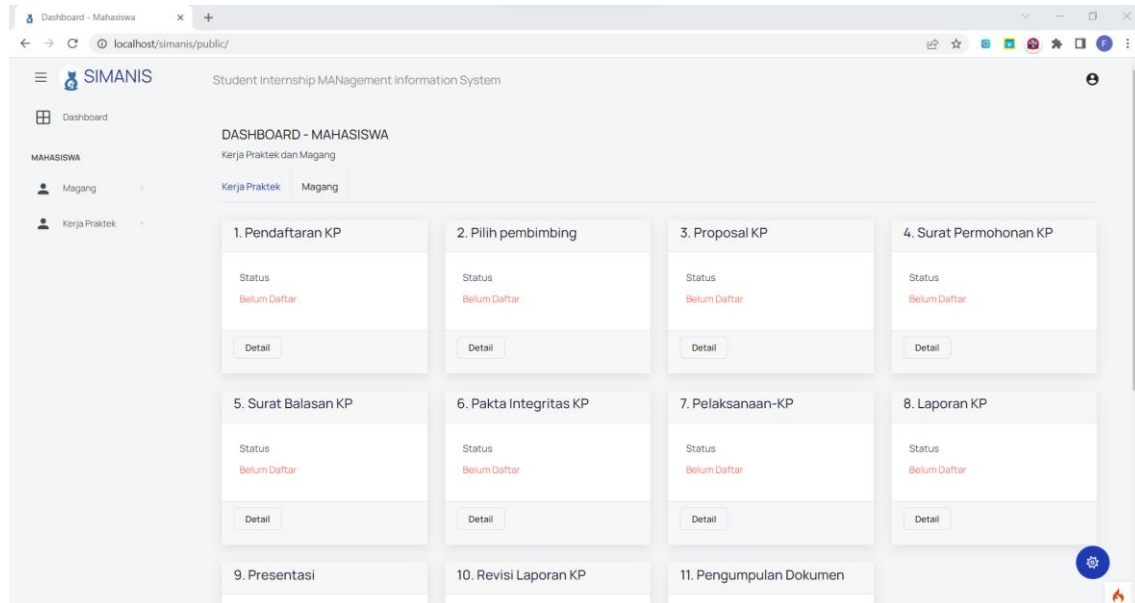 Dashboard - Mahasiswa
localhost/simanis/public/
F
SIMANIS
Student Internship MANagement Information System
Dashboard
MAHASISWA
Magang
Kerja Praktek
DASHBOARD - MAHASISWA
Kerja Praktek dan Magang
Kerja Praktek Magang
1. Pendaftaran KP
Status
Belum Daftar
Detail
2. Pilih pembimbing
Status
Belum Daftar
Detail
3. Proposal KP
Status
Belum Daftar
Detail
4. Surat Permohonan KP
Status
Belum Daftar
Detail
5. Surat Balasan KP
Status
Belum Daftar
Detail
6. Pakta Integritas KP
Status
Belum Daftar
Detail
7. Pelaksanaan-KP
Status
Belum Daftar
Detail
8. Laporan KP
Status
Belum Daftar
Detail
9. Presentasi
10. Revisi Laporan KP
11. Pengumpulan Dokumen